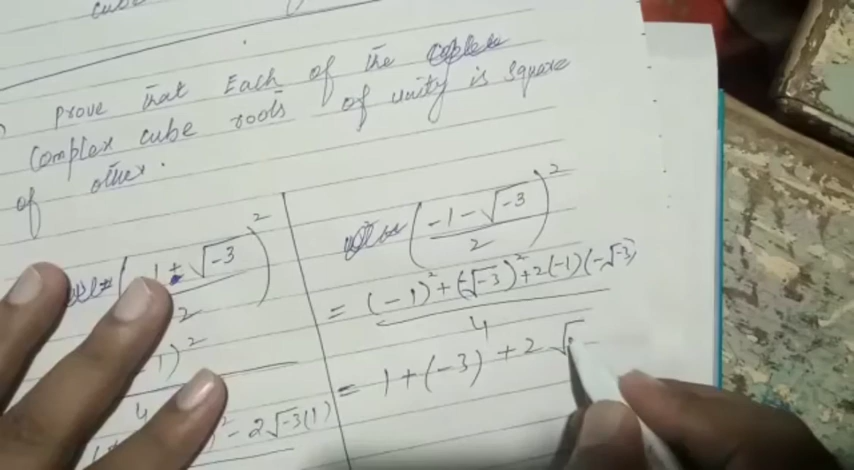 cube
Prove that Each of the
Complex cube roots of unity is square
of other.
(-1 + √-3 / 2)²
4
- 2√-3(1)
(-1 - √-3 / 2)²
= (-1)² + (-√-3)² + 2(-1)(-√-3)
4
= 1 + (-3) + 2√